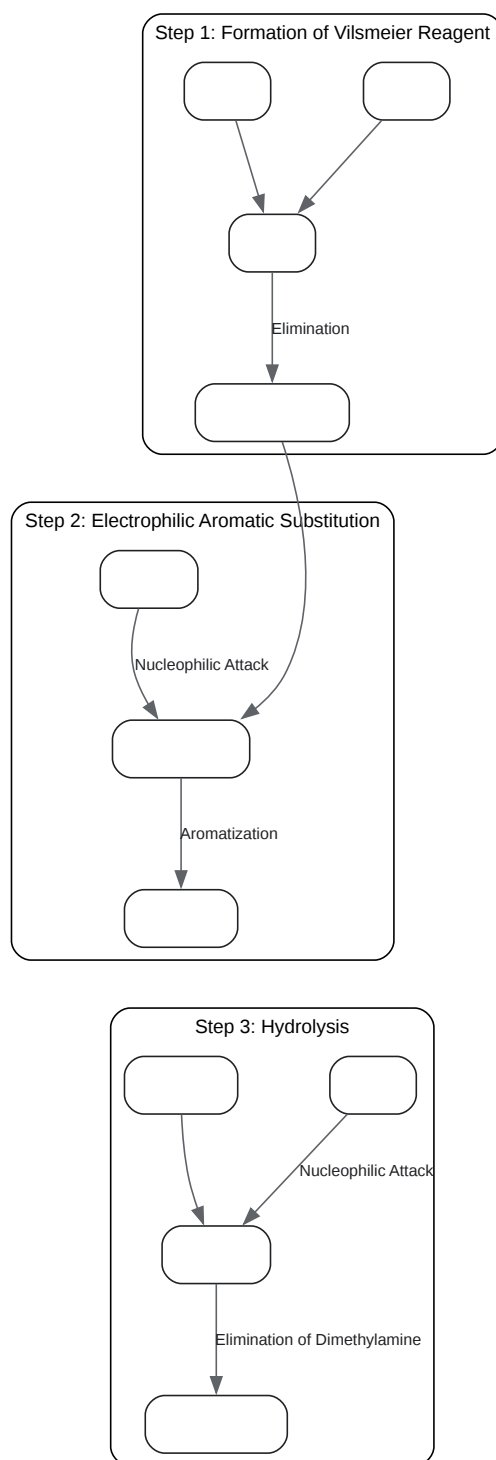 Step 1: Formation of Vilsmeier Reagent
Elimination
Step 2: Electrophilic Aromatic Substitution
Nucleophilic Attack
Aromatization
Step 3: Hydrolysis
Nucleophilic Attack
Elimination of Dimethylamine